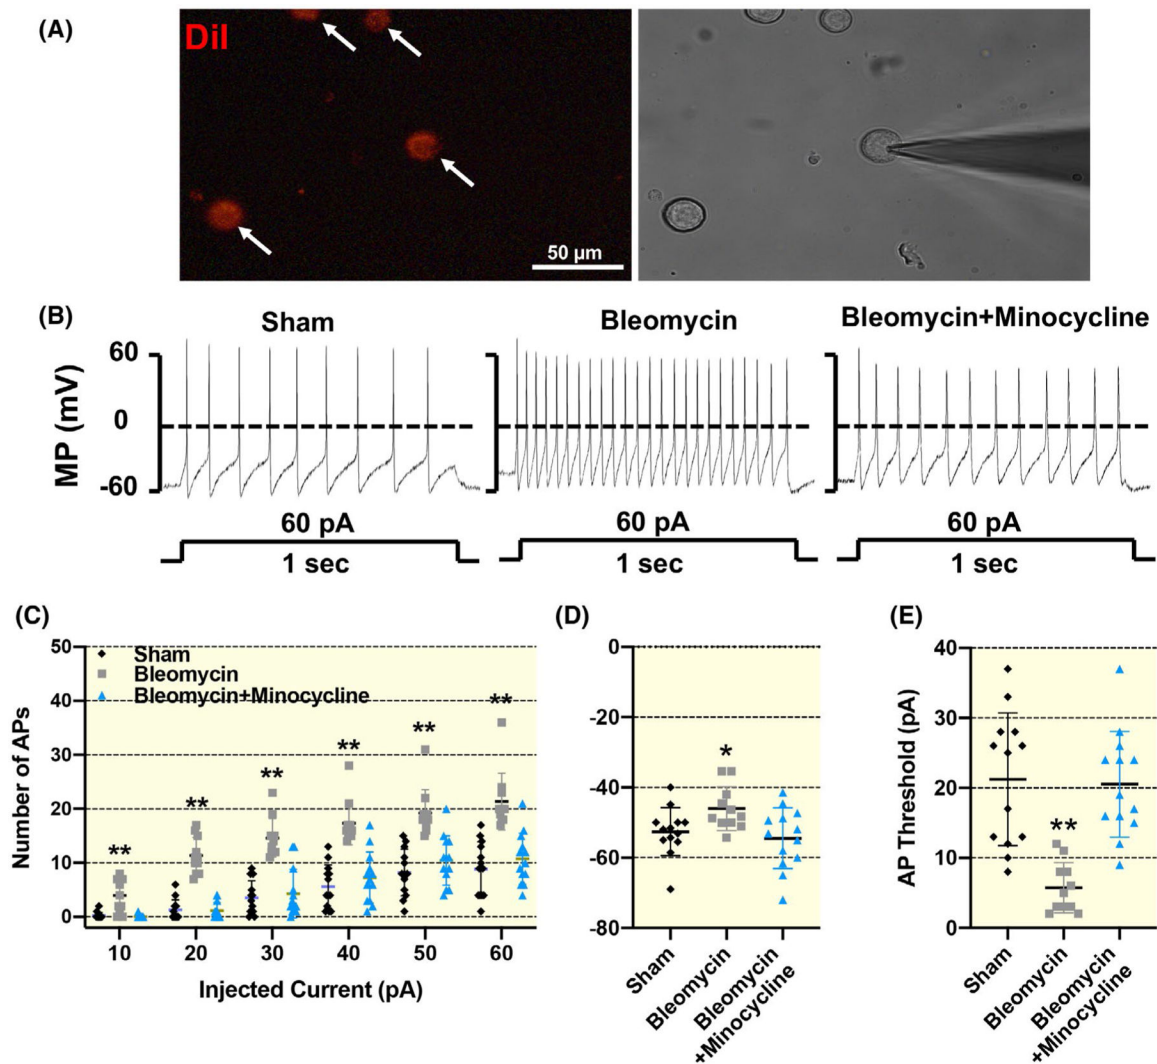 (A)
DiI
50 µm
(B)
Sham
Bleomycin
Bleomycin+Minocycline
MP (mV)
60
0
-60
60 pA
1 sec
60 pA
1 sec
60 pA
1 sec
(C)
Number of APs
50
40
30
20
10
0
Sham
Bleomycin
Bleomycin+Minocycline
**
**
**
**
**
**
10
20
30
40
50
60
Injected Current (pA)
(D)
0
-20
-40
-60
-80
*
Sham
Bleomycin
Bleomycin
+Minocycline
(E)
AP Threshold (pA)
40
30
20
10
0
**
Sham
Bleomycin
Bleomycin
+Minocycline